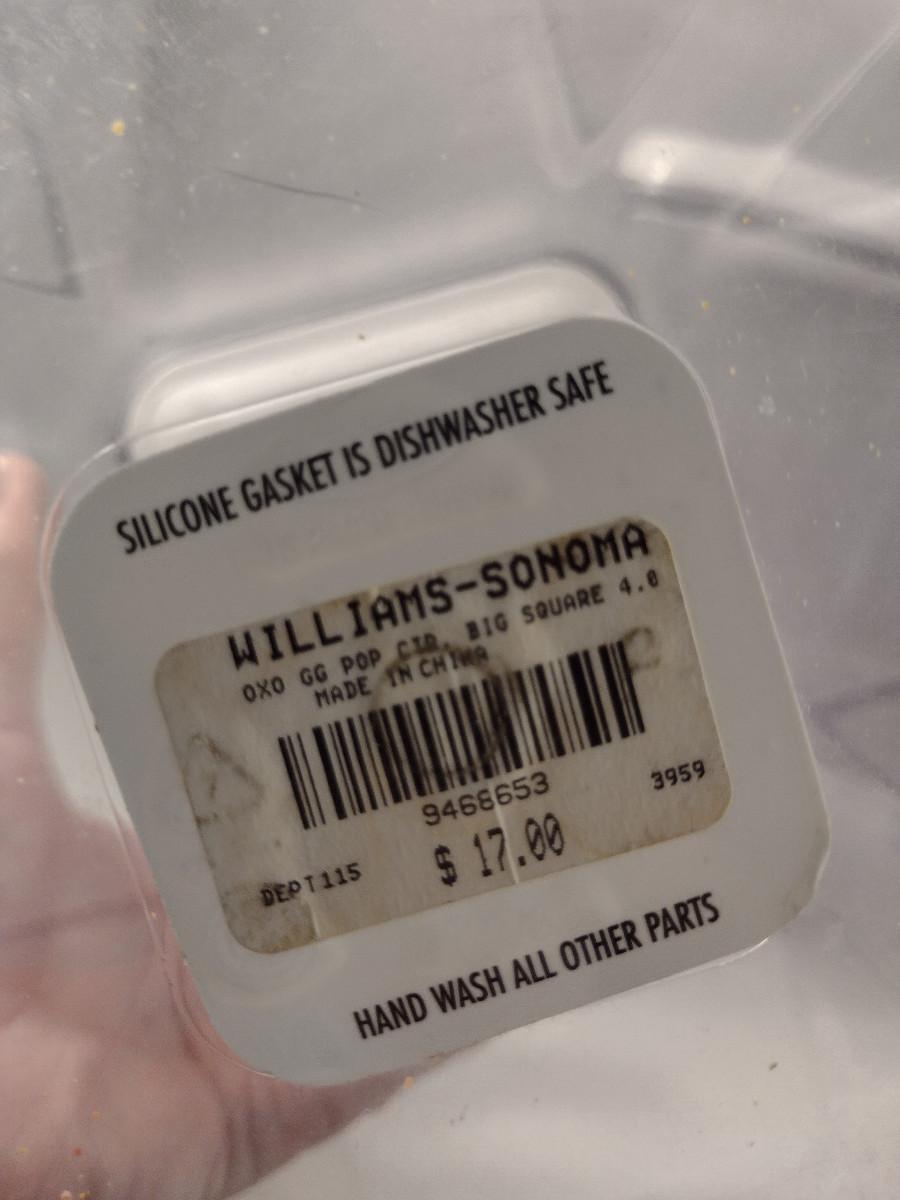 SILICONE GASKET IS DISHWASHER SAFE
WILLIAMS-SONOMA
OXO GG POP CTR, BIG SQUARE 4.0
MADE IN CHINA
9468653
3959
DEPT115
$ 17.00
HAND WASH ALL OTHER PARTS